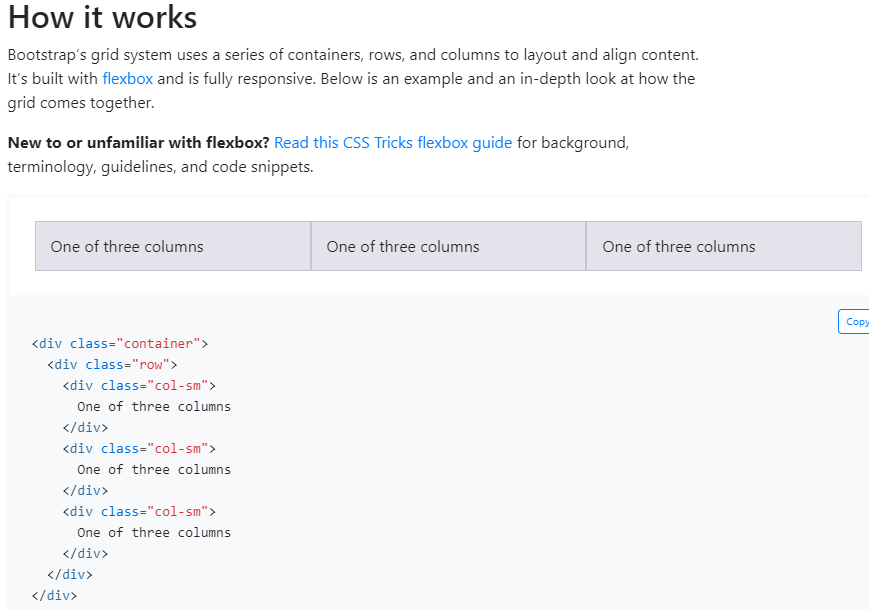 How it works
Bootstrap’s grid system uses a series of containers, rows, and columns to layout and align content.
It’s built with flexbox and is fully responsive. Below is an example and an in-depth look at how the
grid comes together.
New to or unfamiliar with flexbox? Read this CSS Tricks flexbox guide for background,
terminology, guidelines, and code snippets.
One of three columns One of three columns One of three columns
Copy
<div class="container">
  <div class="row">
    <div class="col-sm">
      One of three columns
    </div>
    <div class="col-sm">
      One of three columns
    </div>
    <div class="col-sm">
      One of three columns
    </div>
  </div>
</div>